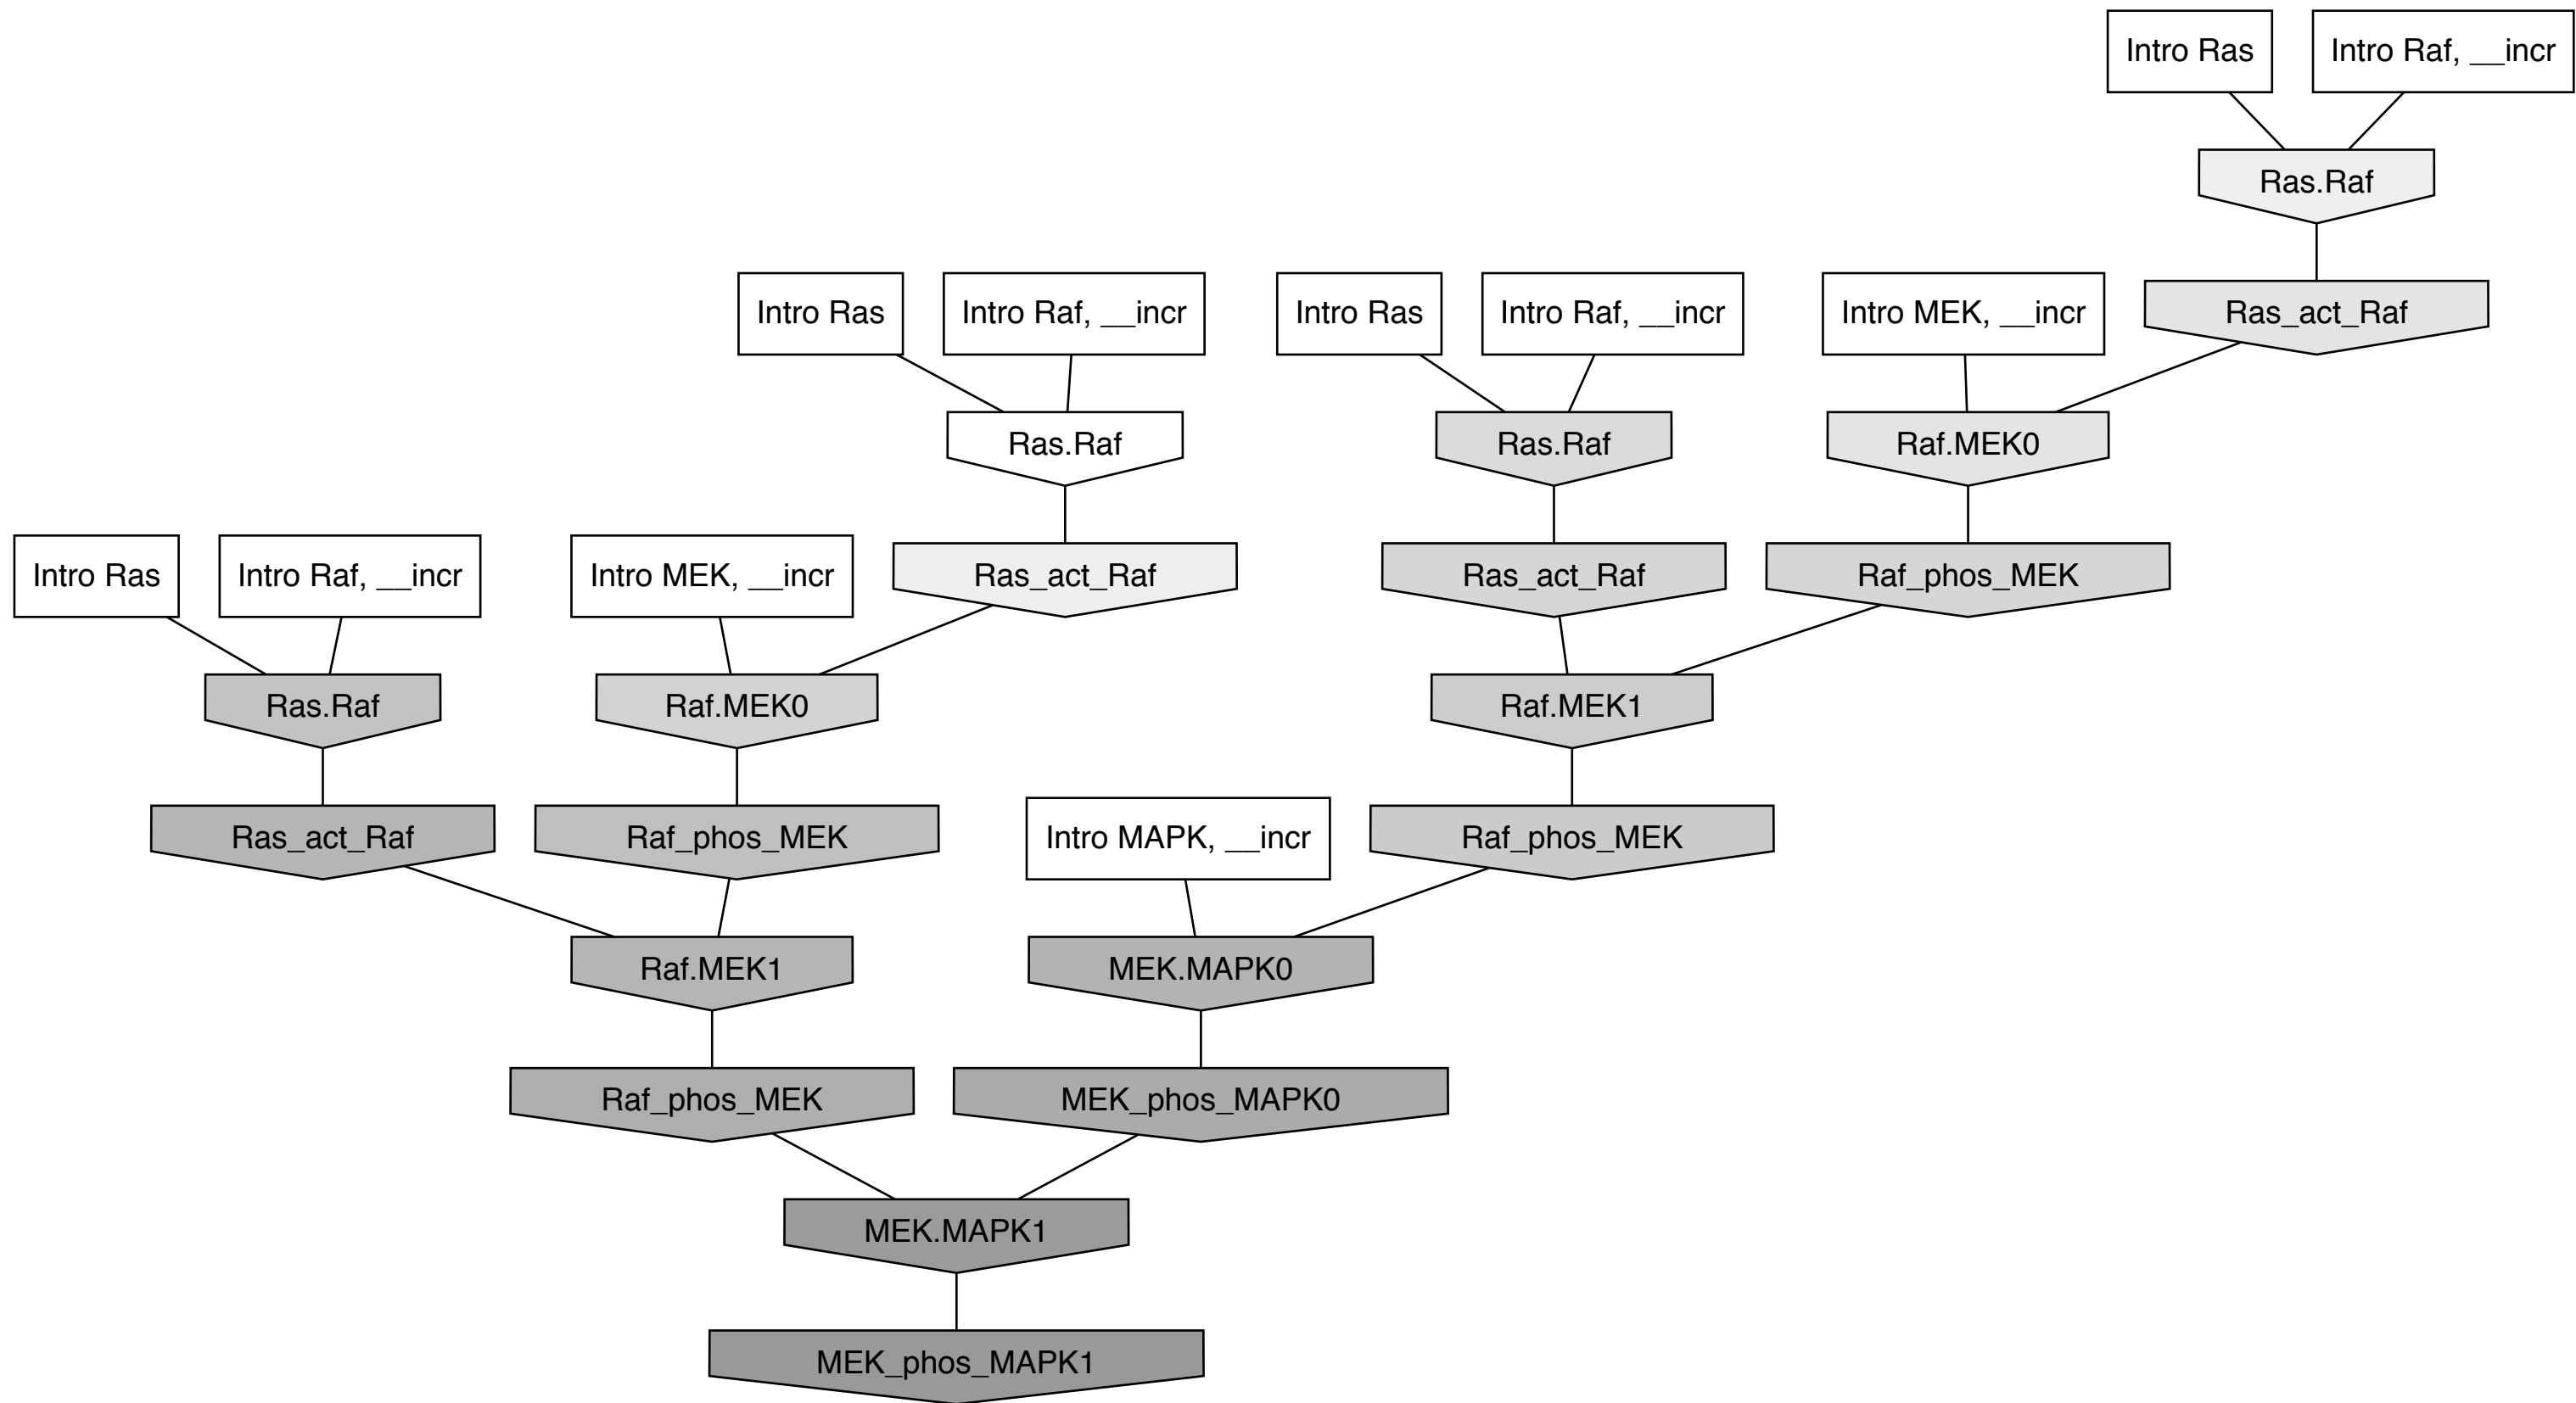 Intro Ras
Intro Raf, __incr
Ras.Raf
Intro Ras
Intro Raf, __incr
Intro Ras
Intro Raf, __incr
Intro MEK, __incr
Ras_act_Raf
Ras.Raf
Ras.Raf
Raf.MEK0
Intro Ras
Intro Raf, __incr
Intro MEK, __incr
Ras_act_Raf
Ras_act_Raf
Raf_phos_MEK
Ras.Raf
Raf.MEK0
Raf.MEK1
Ras_act_Raf
Raf_phos_MEK
Intro MAPK, __incr
Raf_phos_MEK
Raf.MEK1
MEK.MAPK0
Raf_phos_MEK
MEK_phos_MAPK0
MEK.MAPK1
MEK_phos_MAPK1